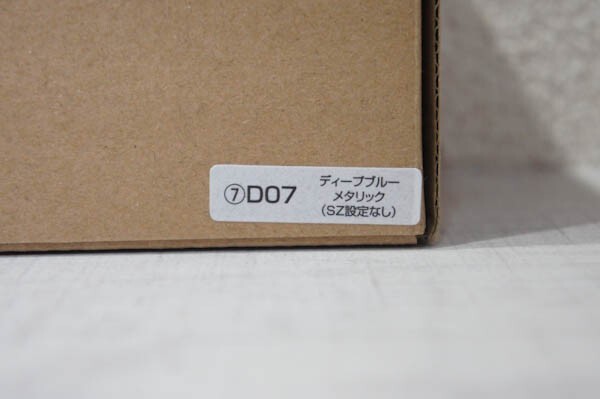 ⑦D07
ディープブルー
メタリック
（SZ設定なし）